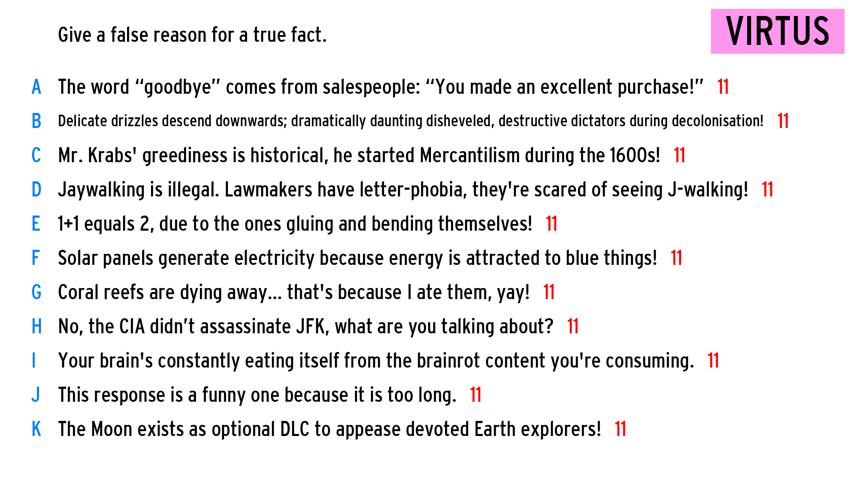 Give a false reason for a true fact.
VIRTUS
A The word “goodbye” comes from salespeople: “You made an excellent purchase!” 11
B Delicate drizzles descend downwards; dramatically daunting disheveled, destructive dictators during decolonisation! 11
C Mr. Krabs' greediness is historical, he started Mercantilism during the 1600s! 11
D Jaywalking is illegal. Lawmakers have letter-phobia, they're scared of seeing J-walking! 11
E 1+1 equals 2, due to the ones gluing and bending themselves! 11
F Solar panels generate electricity because energy is attracted to blue things! 11
G Coral reefs are dying away... that's because I ate them, yay! 11
H No, the CIA didn’t assassinate JFK, what are you talking about? 11
I Your brain's constantly eating itself from the brainrot content you're consuming. 11
J This response is a funny one because it is too long. 11
K The Moon exists as optional DLC to appease devoted Earth explorers! 11